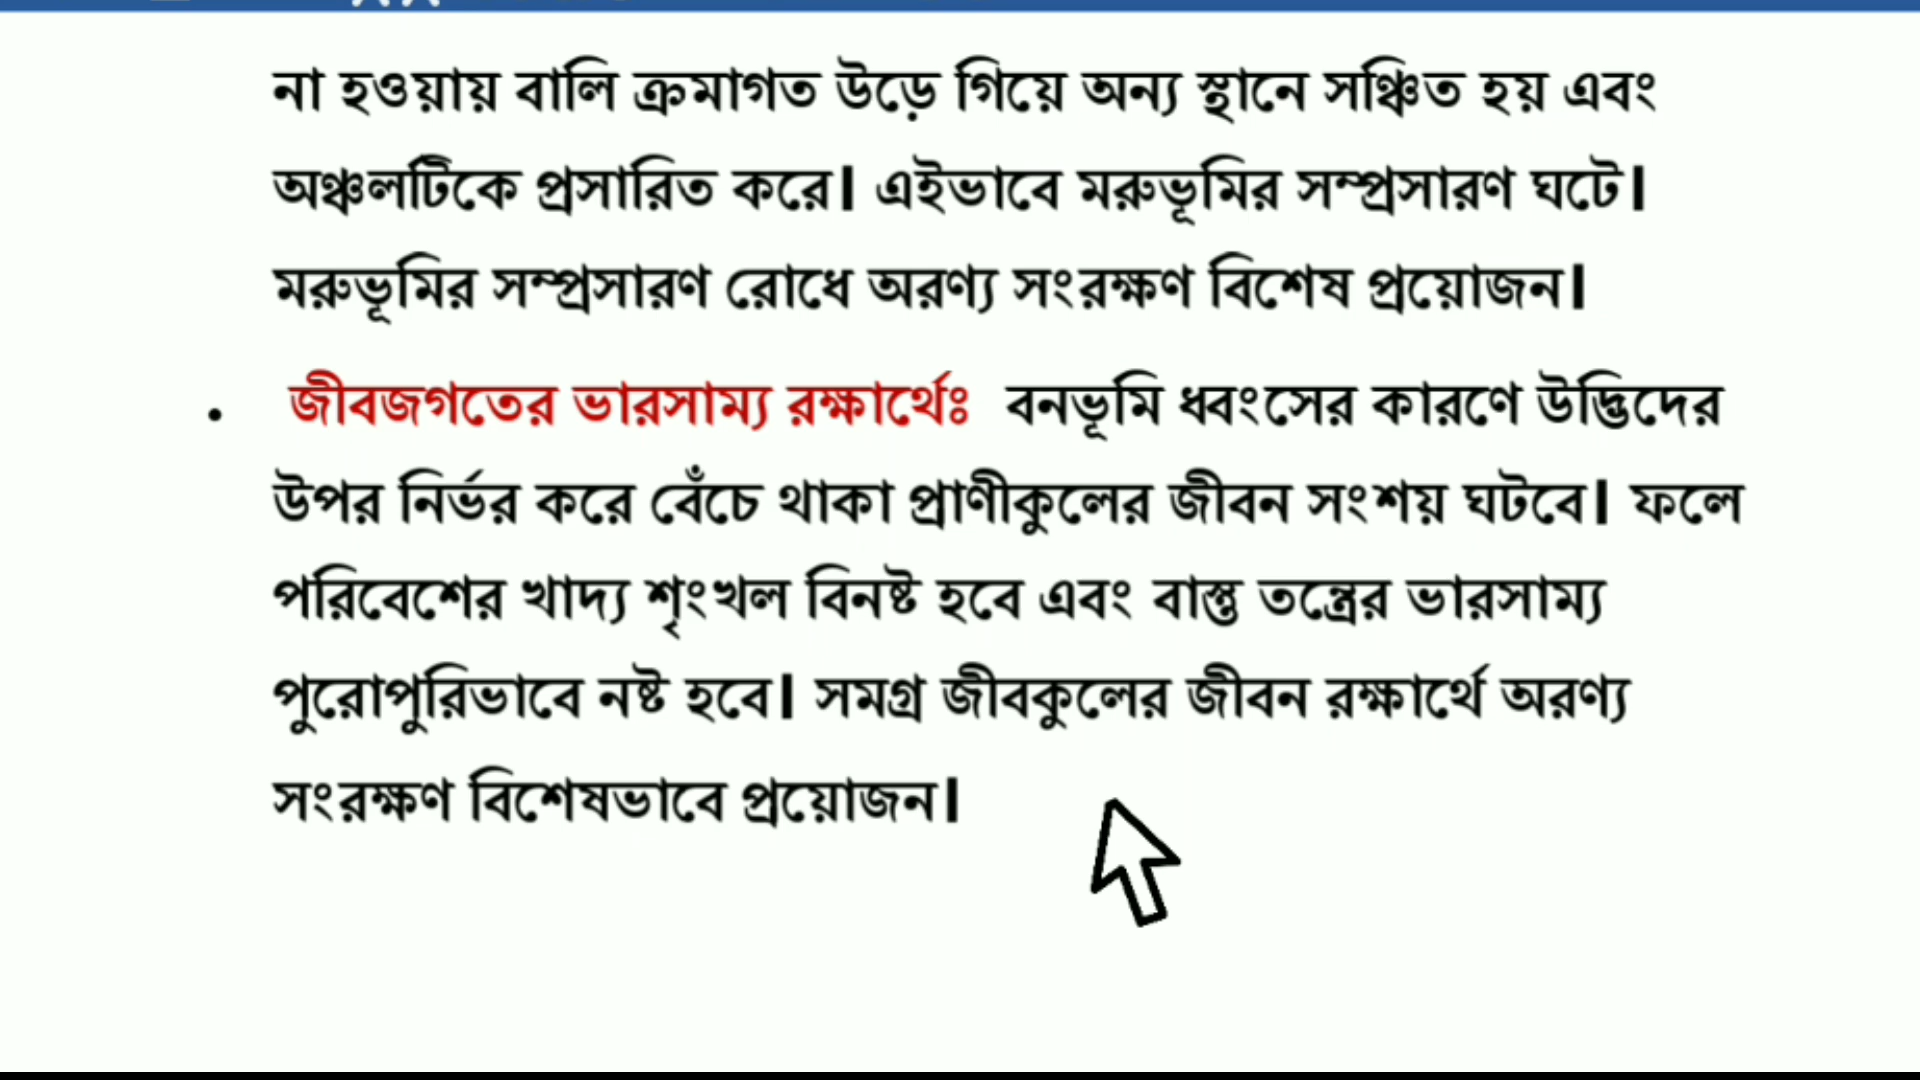 না হওয়ায় বালি ক্রমাগত উড়ে গিয়ে অন্য স্থানে সঞ্চিত হয় এবং
অঞ্চলটিকে প্রসারিত করে। এইভাবে মরুভূমির সম্প্রসারণ ঘটে।
মরুভূমির সম্প্রসারণ রোধে অরণ্য সংরক্ষণ বিশেষ প্রয়োজন।
• জীবজগতের ভারসাম্য রক্ষার্থেঃ বনভূমি ধ্বংসের কারণে উদ্ভিদের
উপর নির্ভর করে বেঁচে থাকা প্রাণীকুলের জীবন সংশয় ঘটবে। ফলে
পরিবেশের খাদ্য শৃংখল বিনষ্ট হবে এবং বাস্তু তন্ত্রের ভারসাম্য
পুরোপুরিভাবে নষ্ট হবে। সমগ্র জীবকুলের জীবন রক্ষার্থে অরণ্য
সংরক্ষণ বিশেষভাবে প্রয়োজন।